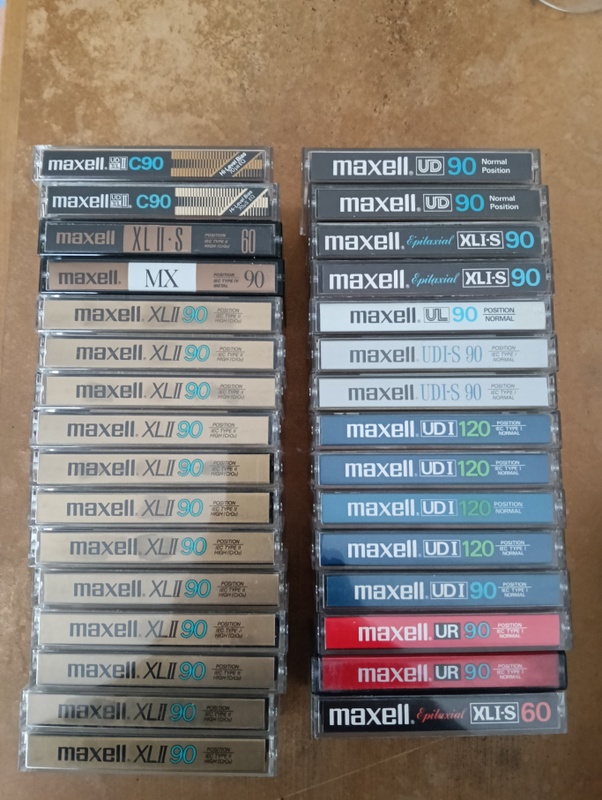 maxell. UD XLII C90 Hi-Level Bias
maxell. UD XLII C90 Hi-Level Bias
maxell XLII-S 60 POSITION IEC TYPE II HIGH (CrO2)
maxell. MX POSITION IEC TYPE IV METAL 90
maxell. XLII 90 POSITION IEC TYPE II HIGH (CrO2)
maxell. XLII 90 POSITION IEC TYPE II HIGH (CrO2)
maxell. XLII 90 POSITION IEC TYPE II HIGH (CrO2)
maxell. XLII 90 POSITION IEC TYPE II HIGH (CrO2)
maxell. XLII 90 POSITION IEC TYPE II HIGH (CrO2)
maxell. XLII 90 POSITION IEC TYPE II HIGH (CrO2)
maxell. XLII 90 POSITION IEC TYPE II HIGH (CrO2)
maxell. XLII 90 POSITION IEC TYPE II HIGH (CrO2)
maxell. XLII 90 POSITION IEC TYPE II HIGH (CrO2)
maxell. XLII 90 POSITION IEC TYPE II HIGH (CrO2)
maxell. XLII 90 POSITION IEC TYPE II HIGH (CrO2)
maxell. XLII 90 POSITION IEC TYPE II HIGH (CrO2)
maxell. UD 90 Normal Position
maxell. UD 90 Normal Position
maxell. Epitaxial XLI-S 90
maxell. Epitaxial XLI-S 90
maxell. UL 90 POSITION NORMAL
maxell. UDI-S 90 POSITION IEC TYPE I NORMAL
maxell. UDI-S 90 POSITION IEC TYPE I NORMAL
maxell. UDI 120 POSITION IEC TYPE I NORMAL
maxell. UDI 120 POSITION IEC TYPE I NORMAL
maxell. UDI 120 POSITION NORMAL
maxell. UDI 120 POSITION IEC TYPE I NORMAL
maxell. UDI 90 POSITION IEC TYPE I NORMAL
maxell. UR 90 POSITION IEC TYPE I NORMAL
maxell. UR 90 POSITION IEC TYPE I NORMAL
maxell. Epitaxial XLI-S 60